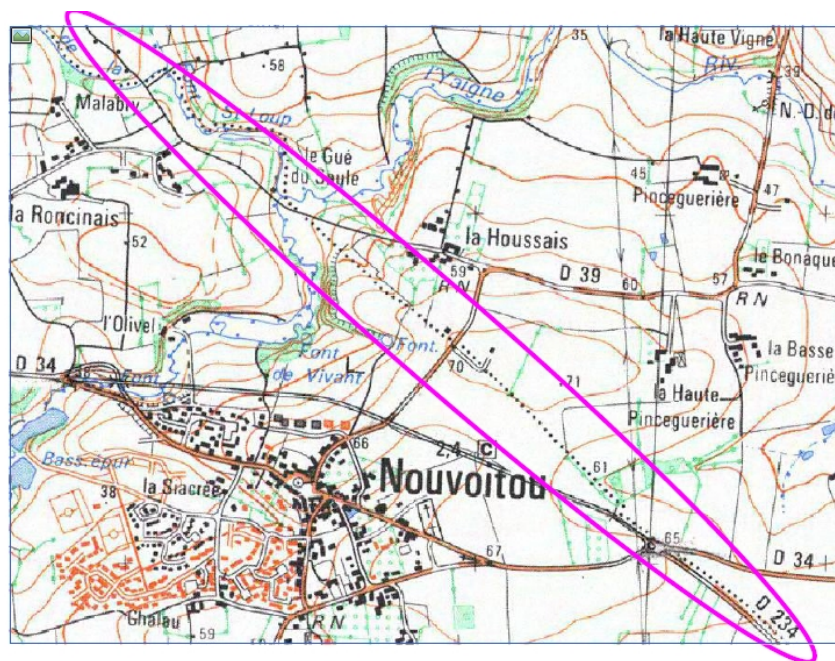 35
la Haute Vigne
58
l'Yaigne
Riv.
39
Malabry
St Loup
N.-D. de
le Gué
du Saule
45
47
Pinceguerière
la Roncinais
52
la Houssais
le Bonaque
59
R N
D 39
60
57
R N
l'Olivel
Font
de Vivant
Font.
70
71
la Basse
Pinceguerière
D 34
Font.
la Haute
Pinceguerière
66
2,4
C
Bass. épur
38
la Siacrée
Nouvoitou
61
65
67
D 34
Ghalau
59
R N
D 234